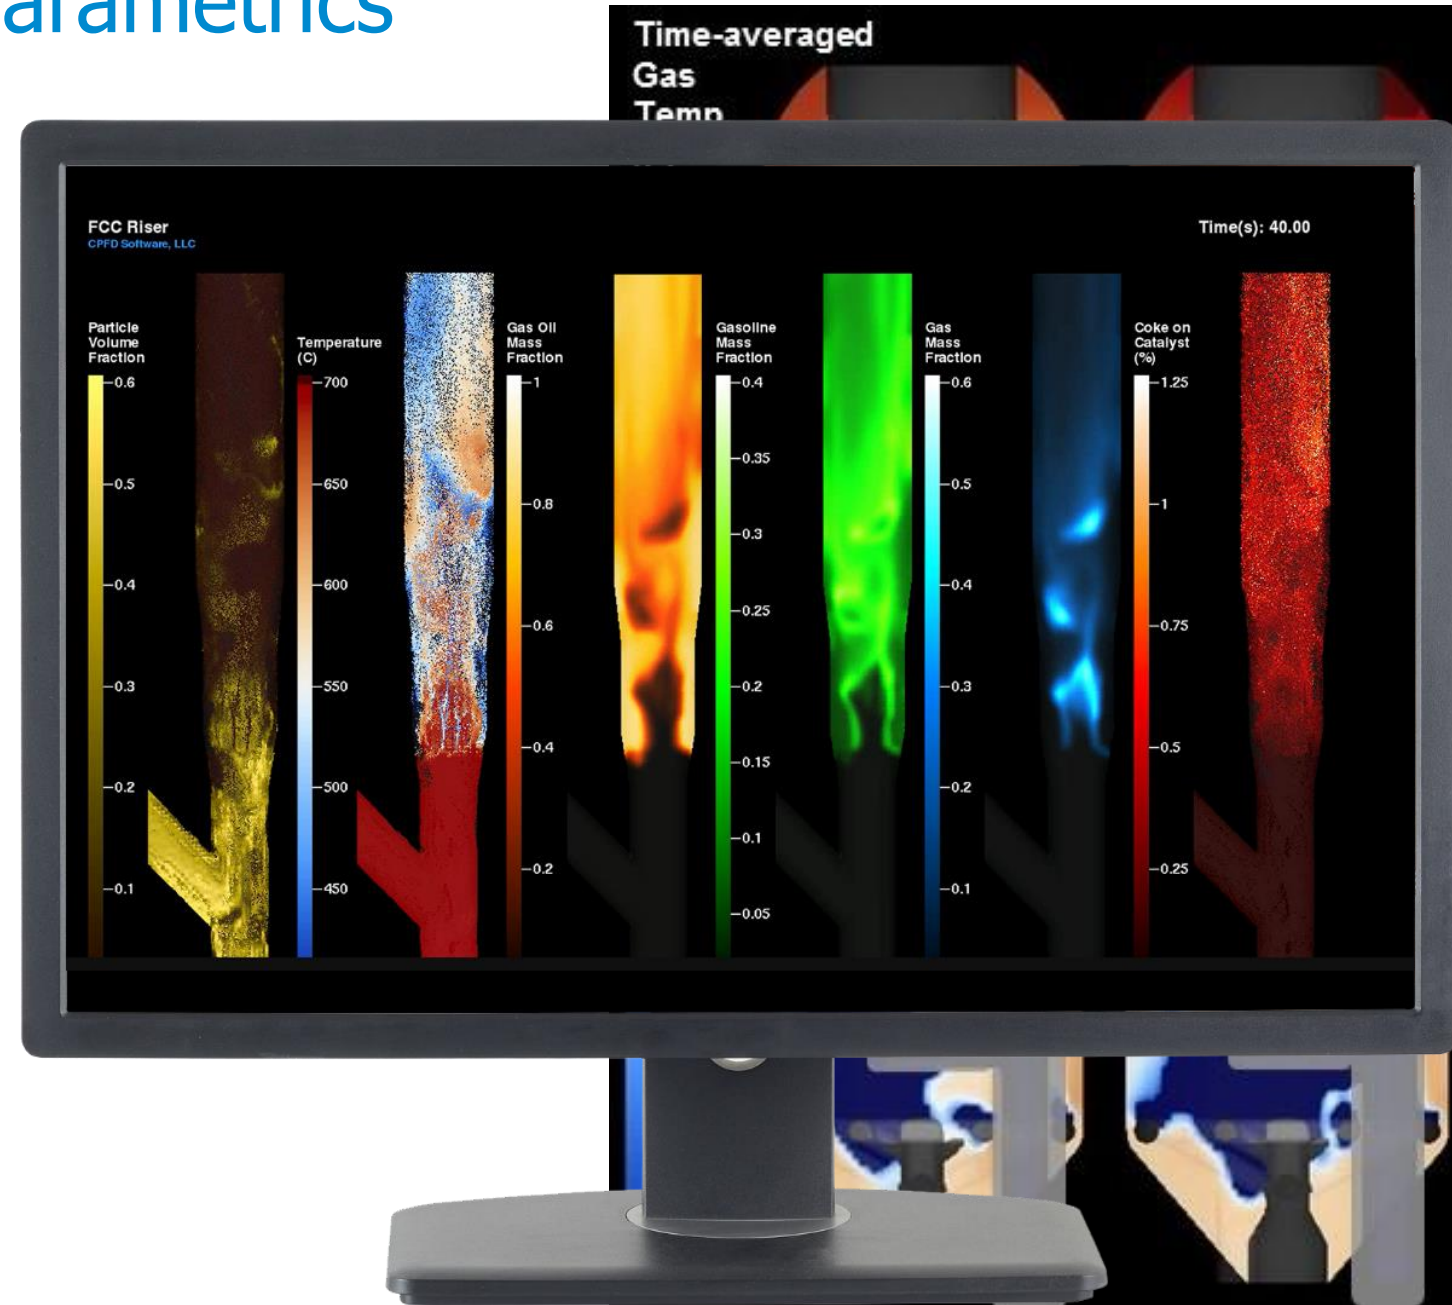 arametrics
Time-averaged
Gas
Temp
FCC Riser
CPFD Software, LLC
Time(s): 40.00
Particle
Volume
Fraction
0.6
0.5
0.4
0.3
0.2
0.1
Temperature
(C)
700
650
600
550
500
450
Gas Oil
Mass
Fraction
1
0.8
0.6
0.4
0.2
Gasoline
Mass
Fraction
0.4
0.35
0.3
0.25
0.2
0.15
0.1
0.05
Gas
Mass
Fraction
0.6
0.5
0.4
0.3
0.2
0.1
Coke on
Catalyst
(%)
1.25
1
0.75
0.5
0.25